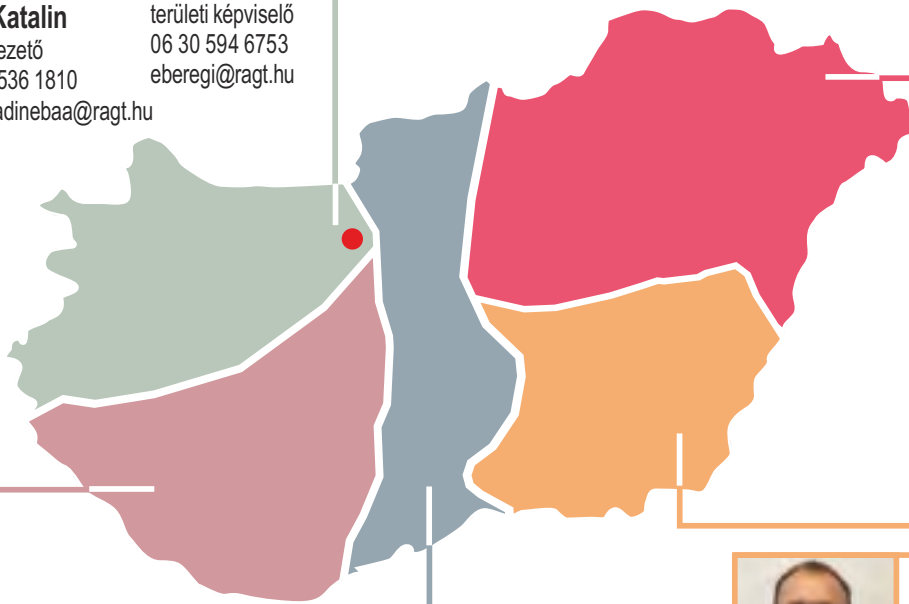 Katalin
ezető
536 1810
adinebaa@ragt.hu
területi képviselő
06 30 594 6753
eberegi@ragt.hu